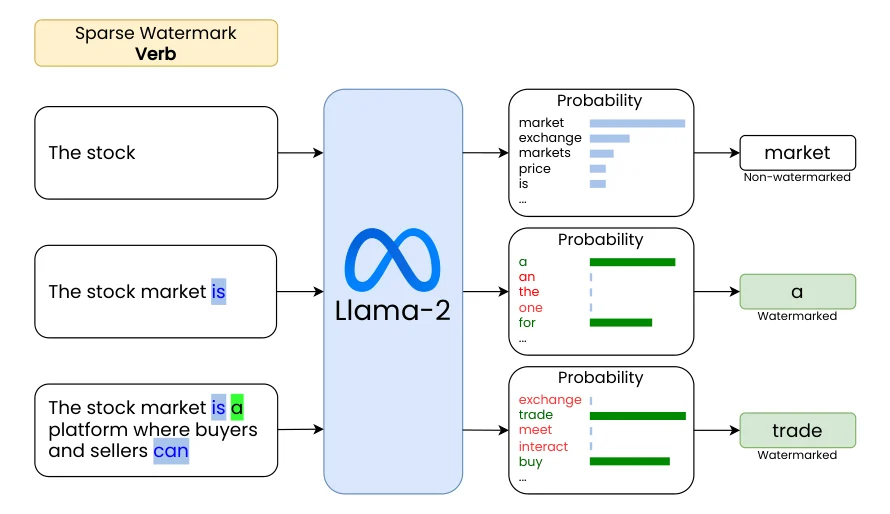 Sparse Watermark
Verb
The stock
The stock market is
The stock market is a
platform where buyers
and sellers can
Llama-2
Probability
market
exchange
markets
price
is
...
Probability
a
an
the
one
for
...
Probability
exchange
trade
meet
interact
buy
...
market
Non-watermarked
a
Watermarked
trade
Watermarked